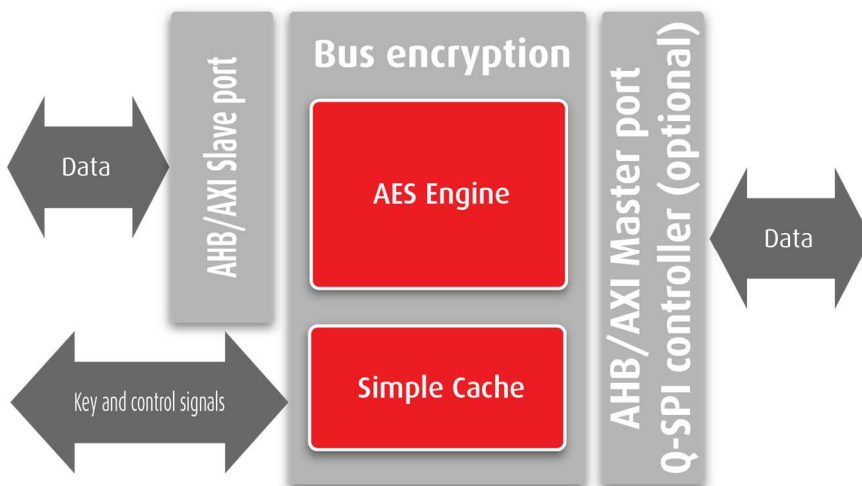 Bus encryption
AHB/AXI Slave port
Data
AES Engine
AHB/AXI Master port
Q-SPI controller (optional)
Data
Key and control signals
Simple Cache